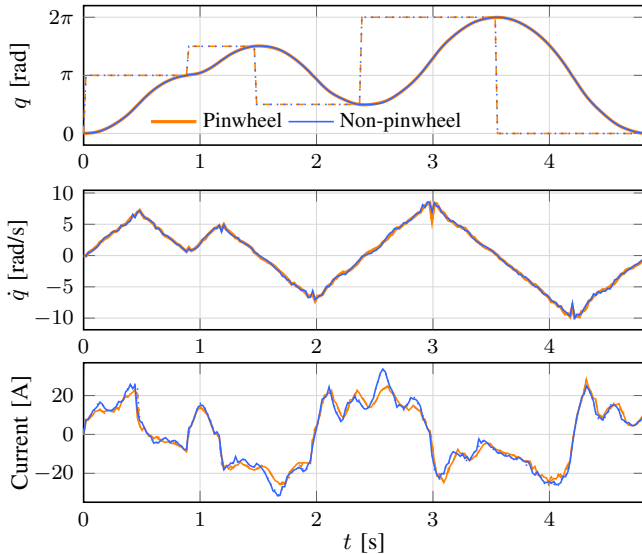 2π
π
0
q [rad]
Pinwheel Non-pinwheel
0 1 2 3 4
10
5
0
−5
−10
q̇ [rad/s]
0 1 2 3 4
20
0
−20
Current [A]
0 1 2 3 4
t [s]